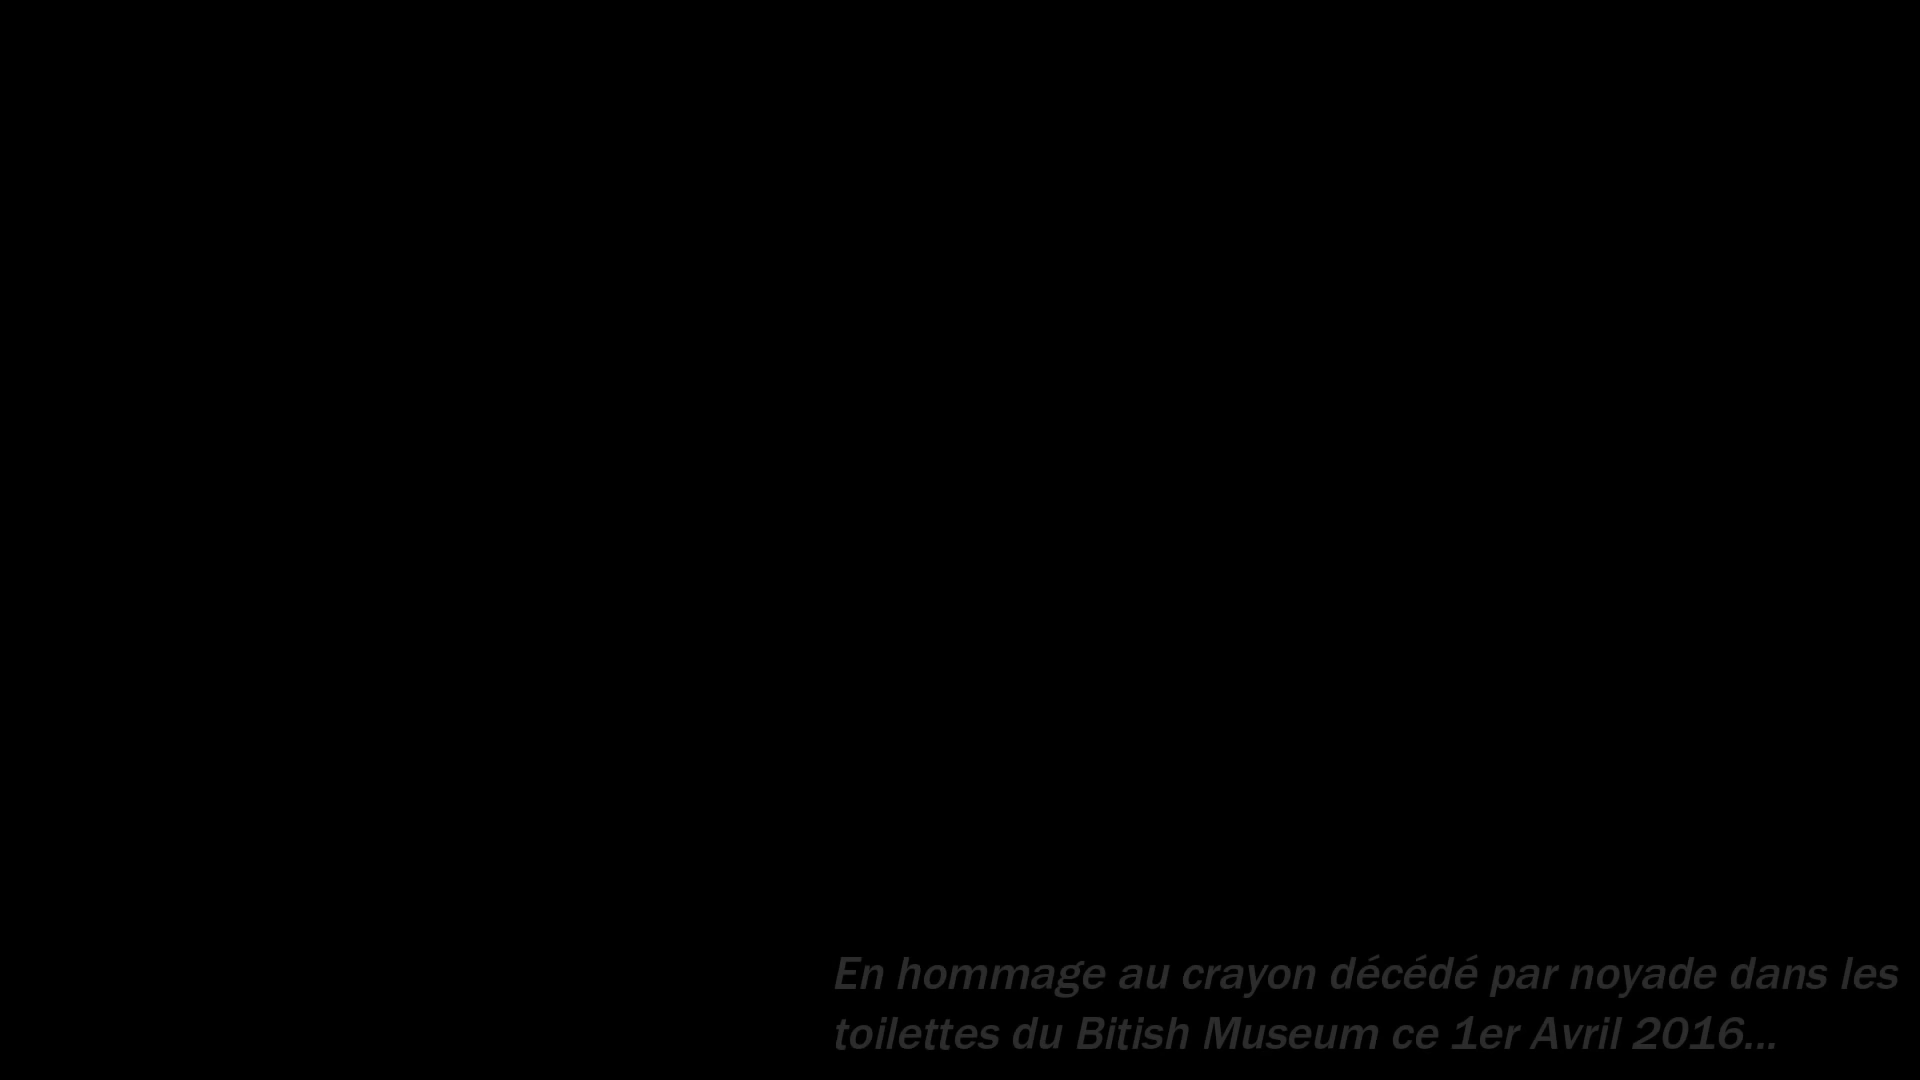 En hommage au crayon décédé par noyade dans les
toilettes du Bitish Museum ce 1er Avril 2016...